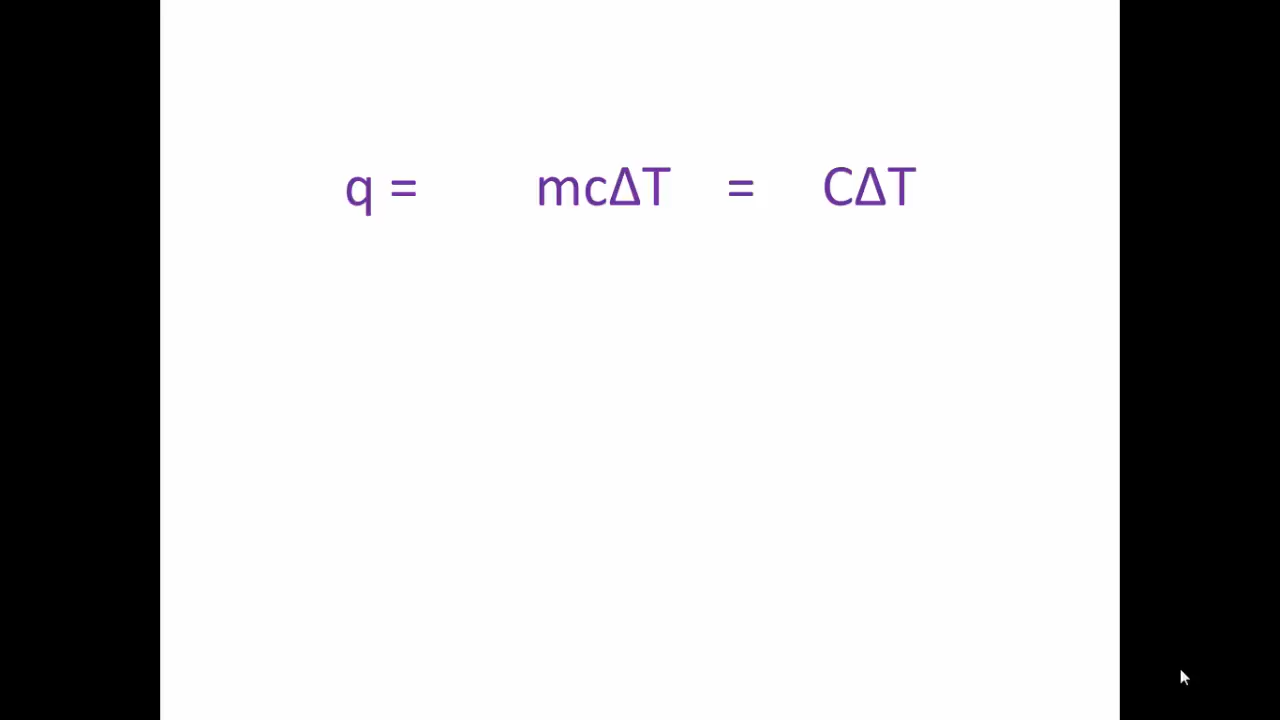 q = mcΔT = CΔT